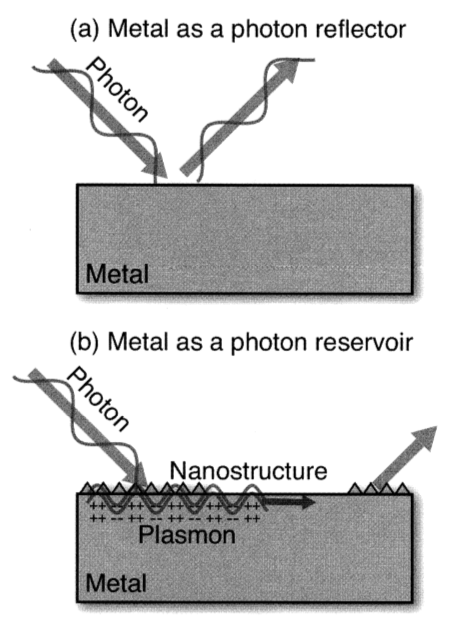 (a) Metal as a photon reflector
Photon
Metal
(b) Metal as a photon reservoir
Photon
Nanostructure
++ -- ++ -- ++ -- ++ -- ++
++ -- ++ -- ++ -- ++ -- ++
Plasmon
Metal